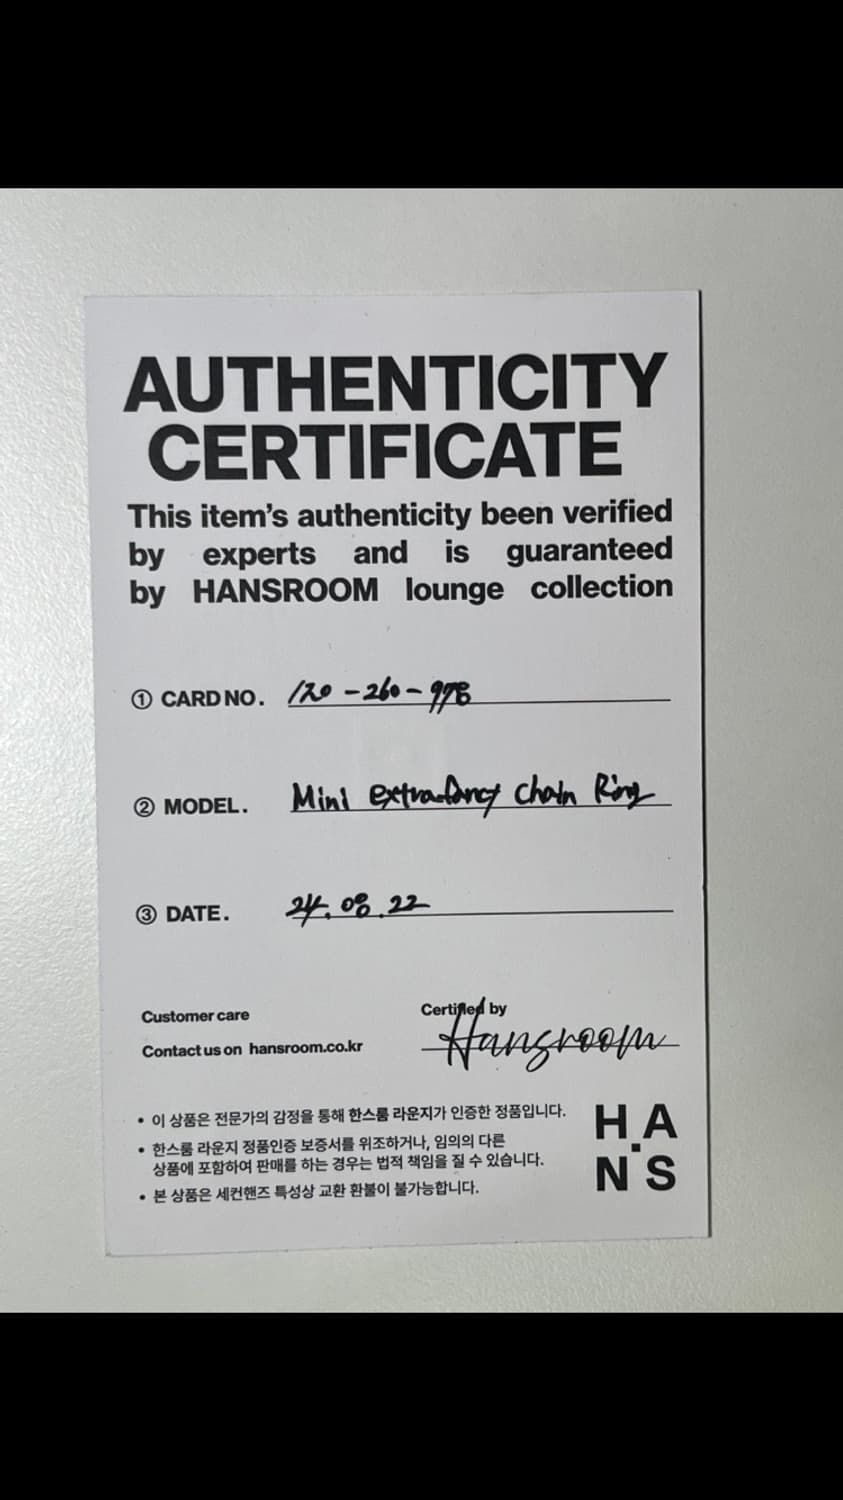 AUTHENTICITY
CERTIFICATE
This item's authenticity been verified
by experts and is guaranteed
by HANSROOM lounge collection
① CARD NO. 120-260-978
② MODEL. Mini extrafancy Chain Ring
③ DATE. 24.08.22
Customer care
Contact us on hansroom.co.kr
Certified by
Hansroom
• 이 상품은 전문가의 감정을 통해 한스룸 라운지가 인증한 정품입니다.
• 한스룸 라운지 정품인증 보증서를 위조하거나, 임의의 다른
상품에 포함하여 판매를 하는 경우는 법적 책임을 질 수 있습니다.
• 본 상품은 세컨핸즈 특성상 교환 환불이 불가능합니다.
H.A
N S